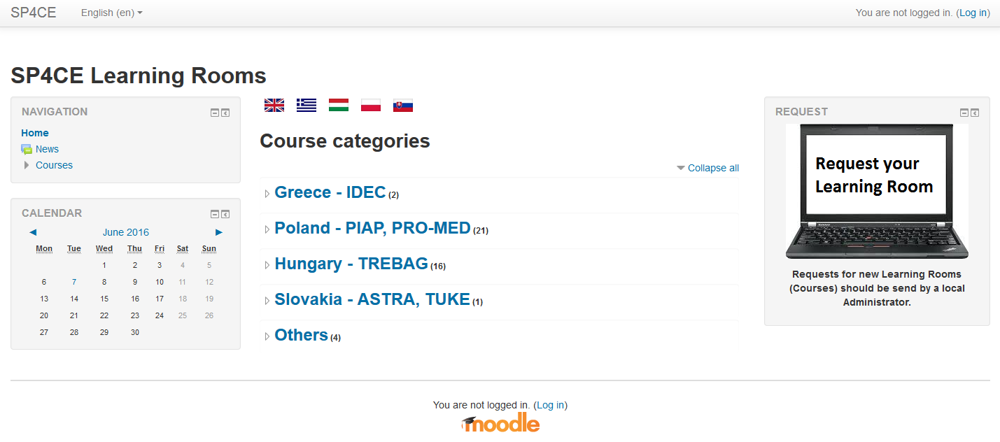 SP4CE
English (en)
You are not logged in. (Log in)
SP4CE Learning Rooms
NAVIGATION
Home
News
Courses
CALENDAR
June 2016
Mon Tue Wed Thu Fri Sat Sun
1 2 3 4 5
6 7 8 9 10 11 12
13 14 15 16 17 18 19
20 21 22 23 24 25 26
27 28 29 30
Course categories
Collapse all
Greece - IDEC (2)
Poland - PIAP, PRO-MED (21)
Hungary - TREBAG (16)
Slovakia - ASTRA, TUKE (1)
Others (4)
REQUEST
Request your
Learning Room
Requests for new Learning Rooms
(Courses) should be send by a local
Administrator.
You are not logged in. (Log in)
moodle